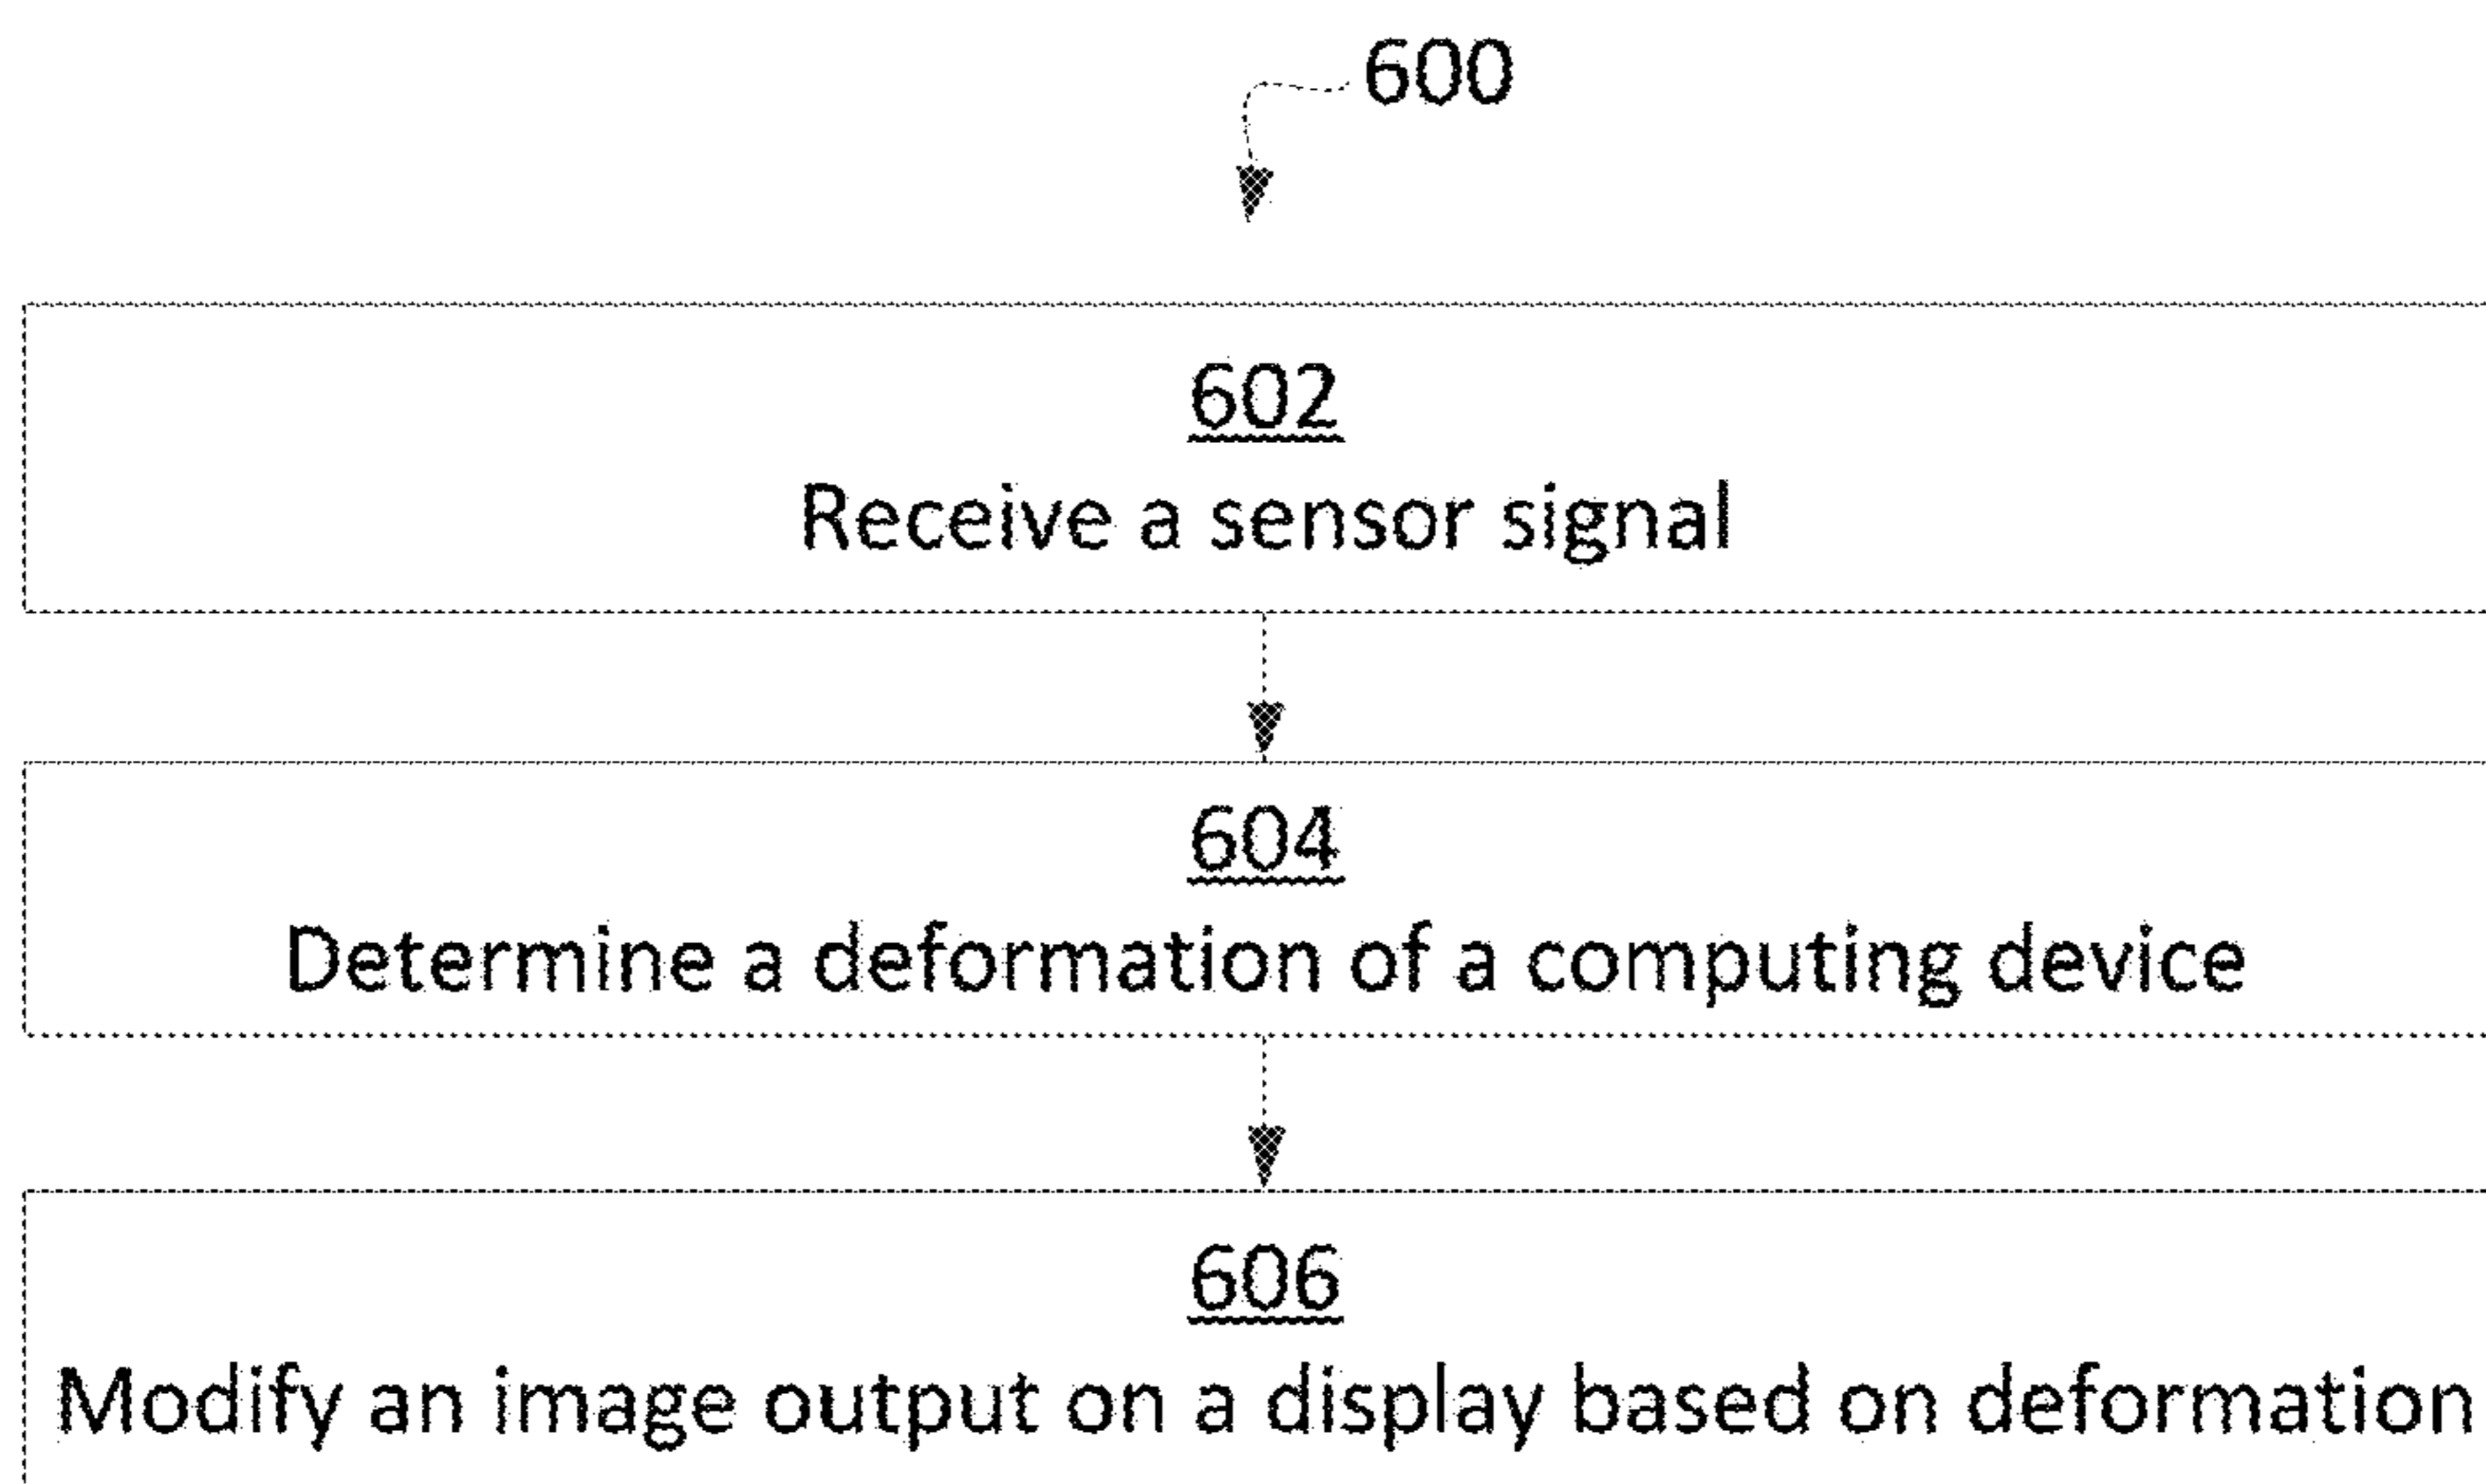 600
602
Receive a sensor signal
604
Determine a deformation of a computing device
606
Modify an image output on a display based on deformation